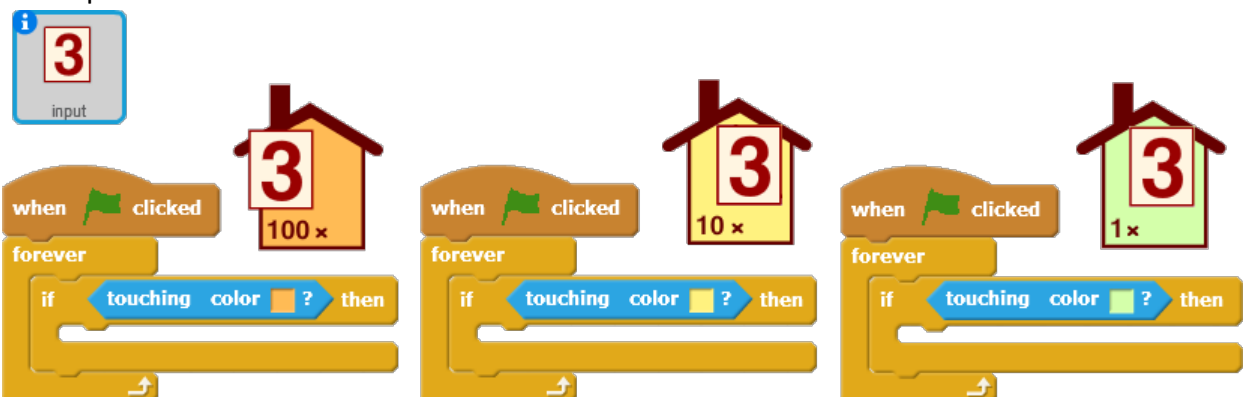 3
input
3
100 ×
when clicked
forever
if touching color ? then
3
10 ×
when clicked
forever
if touching color ? then
3
1×
when clicked
forever
if touching color ? then